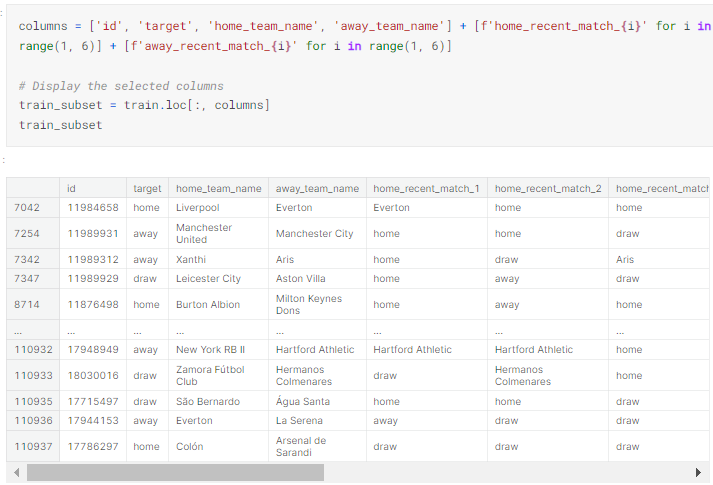 :
columns = ['id', 'target', 'home_team_name', 'away_team_name'] + [f'home_recent_match_{i}' for i in
range(1, 6)] + [f'away_recent_match_{i}' for i in range(1, 6)]
# Display the selected columns
train_subset = train.loc[:, columns]
train_subset
:
id target home_team_name away_team_name home_recent_match_1 home_recent_match_2 home_recent_match
7042 11984658 home Liverpool Everton Everton home home
7254 11989931 away Manchester United Manchester City home home draw
7342 11989312 away Xanthi Aris home draw Aris
7347 11989929 draw Leicester City Aston Villa home away draw
8714 11876498 home Burton Albion Milton Keynes Dons home away home
... ... ... ... ... ... ... ...
110932 17948949 away New York RB II Hartford Athletic Hartford Athletic Hartford Athletic home
110933 18030016 draw Zamora Fútbol Club Hermanos Colmenares draw Hermanos Colmenares home
110935 17715497 draw São Bernardo Água Santa home home draw
110936 17944153 away Everton La Serena away draw draw
110937 17786297 home Colón Arsenal de Sarandi draw draw draw